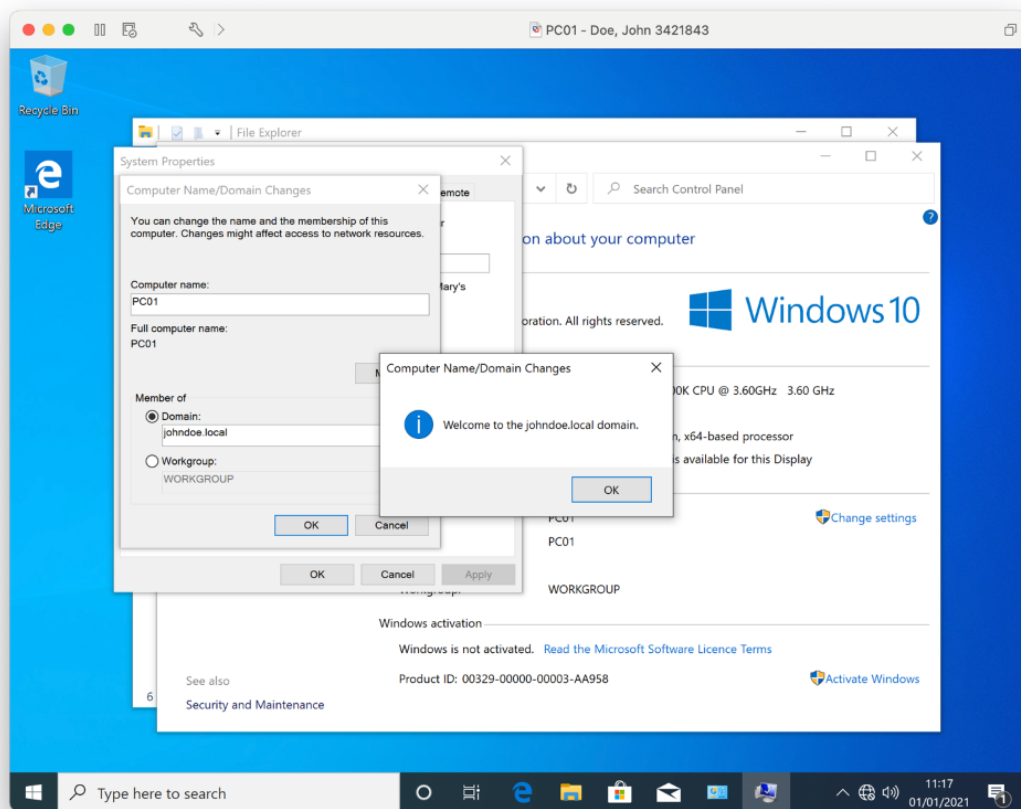 PC01 - Doe, John 3421843
Recycle Bin
Microsoft
Edge
File Explorer
System Properties
Computer Name/Domain Changes
You can change the name and the membership of this
computer. Changes might affect access to network resources.
Computer name:
PC01
Full computer name:
PC01
Member of
Domain:
johndoe.local
Workgroup:
WORKGROUP
OK
Cancel
OK
Cancel
Apply
Search Control Panel
on about your computer
All rights reserved.
Windows 10
CPU @ 3.60GHz 3.60 GHz
x64-based processor
is available for this Display
Computer Name/Domain Changes
Welcome to the johndoe.local domain.
OK
PC01
Change settings
PC01
WORKGROUP
Windows activation
Windows is not activated. Read the Microsoft Software Licence Terms
Product ID: 00329-00000-00003-AA958
Activate Windows
See also
Security and Maintenance
6
Type here to search
11:17
01/01/2021
1